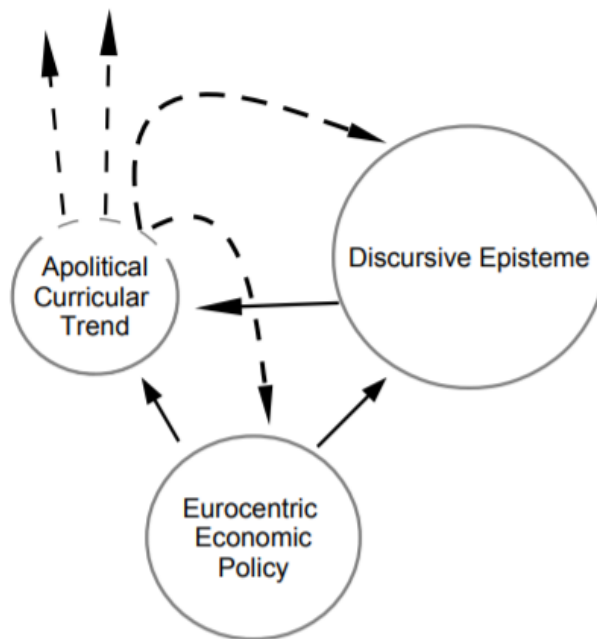 Apolitical
Curricular
Trend
Discursive Episteme
Eurocentric
Economic
Policy